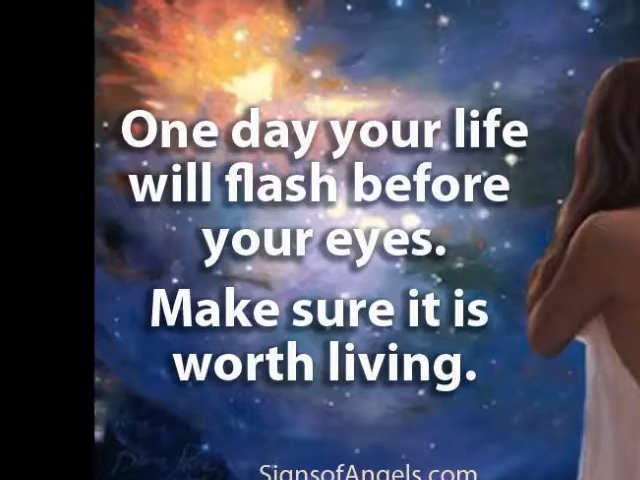 One day your life
will flash before
your eyes.
Make sure it is
worth living.
SignsofAngels.com